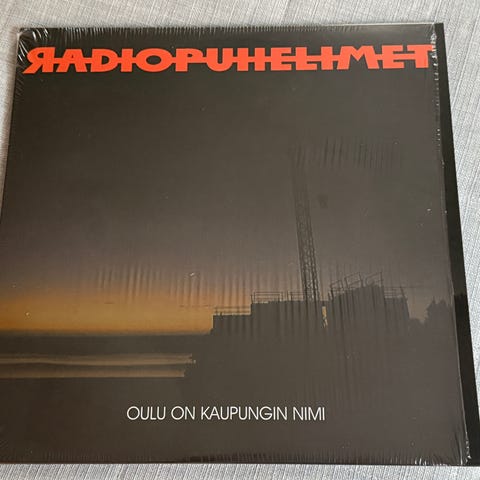 RADIOPUHELIMET
OULU ON KAUPUNGIN NIMI